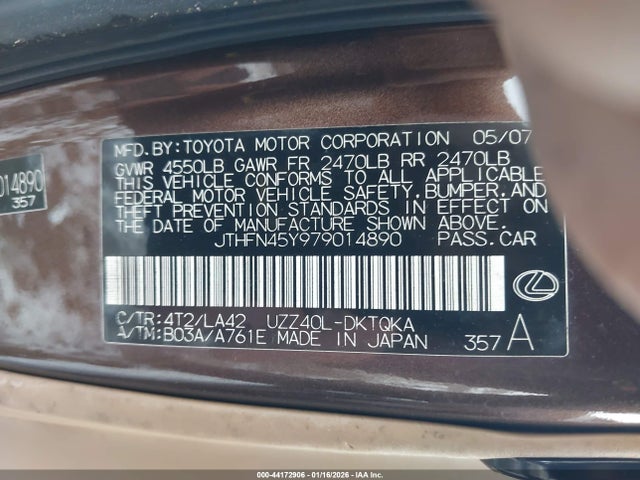 MFD.BY:TOYOTA MOTOR CORPORATION 05/07
GVWR 4550LB GAWR FR 2470LB RR 2470LB
THIS VEHICLE CONFORMS TO ALL APPLICABLE
FEDERAL MOTOR VEHICLE SAFETY, BUMPER, AND
THEFT PREVENTION STANDARDS IN EFFECT ON
THE DATE OF MANUFACTURE SHOWN ABOVE.
JTHFN45Y979014890 PASS.CAR
C/TR:4T2/LA42 UZZ40L-DKTQKA
A/TM:B03A/A761E MADE IN JAPAN 357 A
014890
357
000-44172906 - 01/16/2026 - IAA Inc.